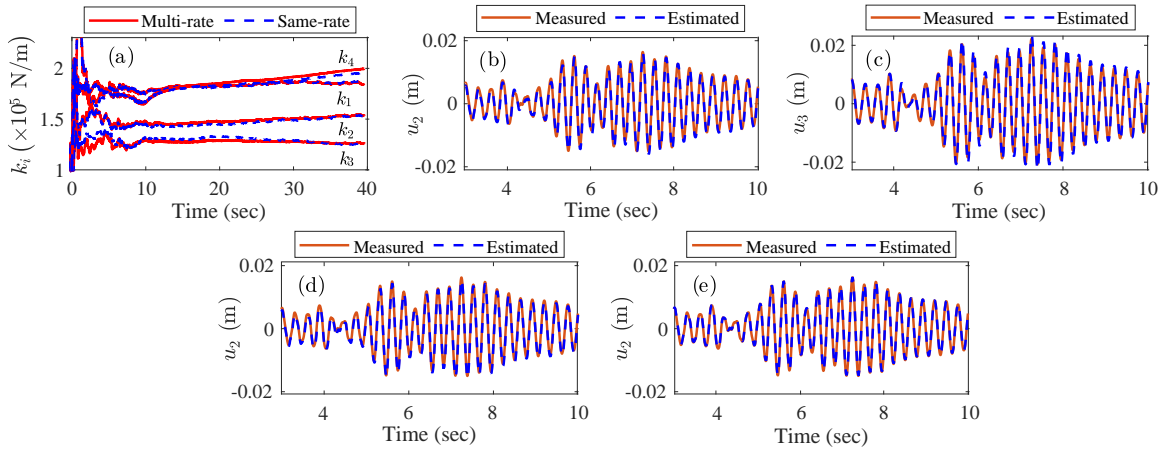 Multi-rate Same-rate
(a)
k4
k1
k2
k3
2
1.5
1
k_i ( ×10^5 N/m)
0 10 20 30 40
Time (sec)
Measured Estimated
(b)
0.02
0
-0.02
u2 (m)
4 6 8 10
Time (sec)
Measured Estimated
(c)
0.02
0
-0.02
u3 (m)
4 6 8 10
Time (sec)
Measured Estimated
(d)
0.02
0
-0.02
u2 (m)
4 6 8 10
Time (sec)
Measured Estimated
(e)
0.02
0
-0.02
u2 (m)
4 6 8 10
Time (sec)